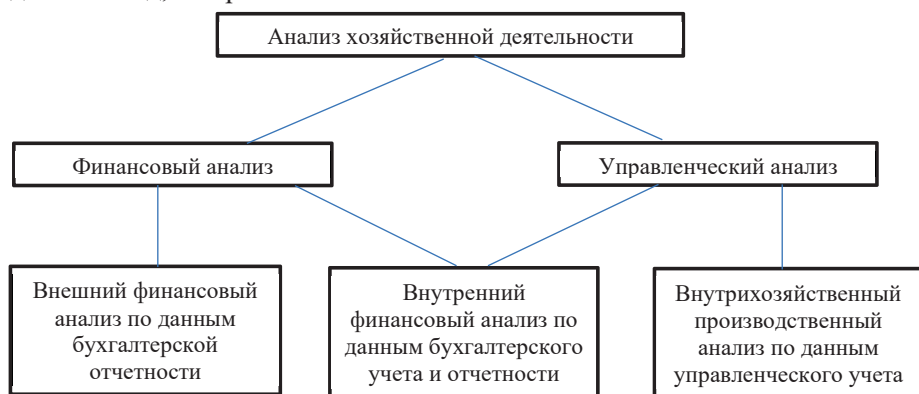 Анализ хозяйственной деятельности
Финансовый анализ
Управленческий анализ
Внешний финансовый
анализ по данным
бухгалтерской
отчетности
Внутренний
финансовый анализ по
данным бухгалтерского
учета и отчетности
Внутрихозяйственный
производственный
анализ по данным
управленческого учета